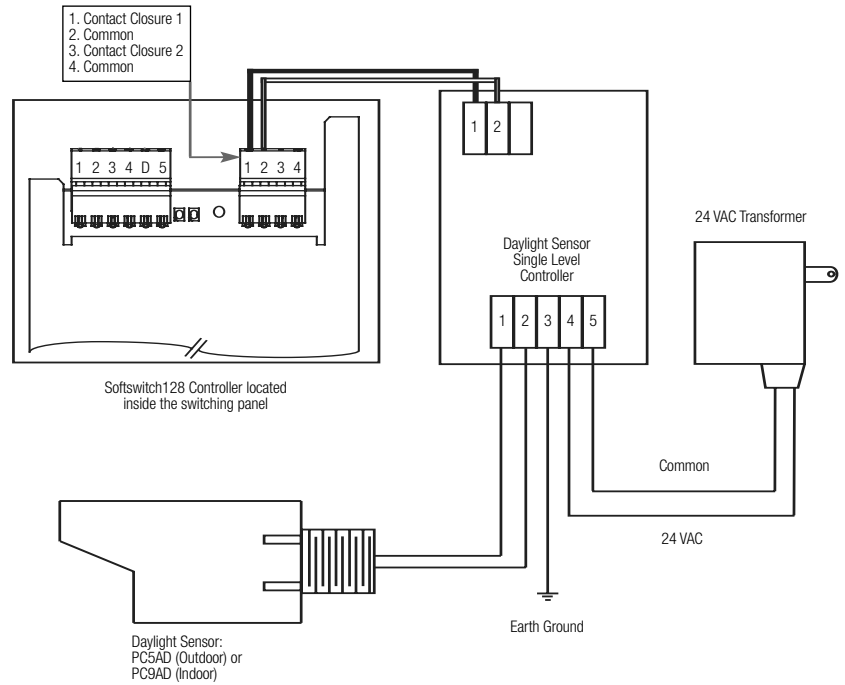 1. Contact Closure 1
2. Common
3. Contact Closure 2
4. Common
1 2 3 4 D 5
1 2 3 4
1 2
Daylight Sensor
Single Level
Controller
1 2 3 4 5
24 VAC Transformer
Softswitch128 Controller located
inside the switching panel
Common
24 VAC
Earth Ground
Daylight Sensor:
PC5AD (Outdoor) or
PC9AD (Indoor)